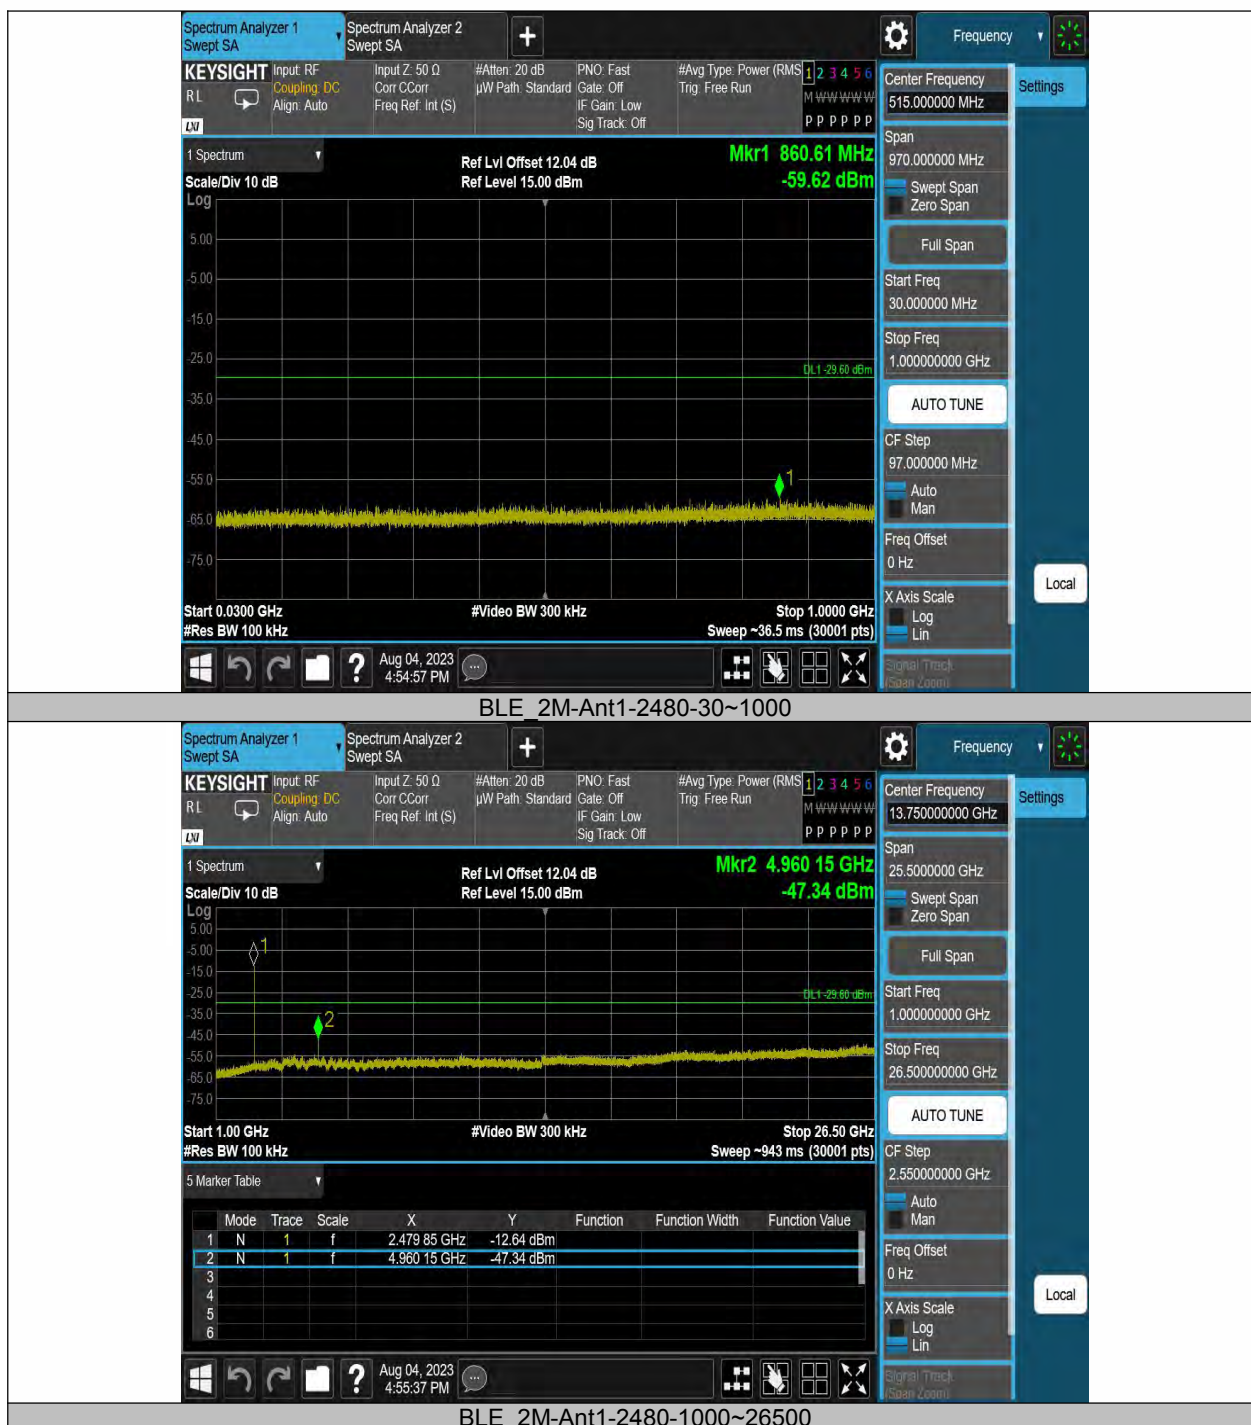 Spectrum Analyzer 1
Swept SA
Spectrum Analyzer 2
Swept SA
+
Frequency
KEYSIGHT
RL
LXI
Input: RF
Coupling: DC
Align: Auto
Input Z: 50 Ω
Corr CCorr
Freq Ref: Int (S)
#Atten: 20 dB
µW Path: Standard
PNO: Fast
Gate: Off
IF Gain: Low
Sig Track: Off
#Avg Type: Power (RMS
Trig: Free Run
1 2 3 4 5 6
M W W W W W
P P P P P P
1 Spectrum
Scale/Div 10 dB
Log
Ref Lvl Offset 12.04 dB
Ref Level 15.00 dBm
Mkr1 860.61 MHz
-59.62 dBm
5.00
-5.00
-15.0
-25.0
-35.0
-45.0
-55.0
-65.0
-75.0
DL1 -29.60 dBm
1
Start 0.0300 GHz
#Res BW 100 kHz
#Video BW 300 kHz
Stop 1.0000 GHz
Sweep ~36.5 ms (30001 pts)
Center Frequency
515.000000 MHz
Span
970.000000 MHz
Swept Span
Zero Span
Full Span
Start Freq
30.000000 MHz
Stop Freq
1.000000000 GHz
AUTO TUNE
CF Step
97.000000 MHz
Auto
Man
Freq Offset
0 Hz
X Axis Scale
Log
Lin
Signal Track
(Span Zoom)
Settings
Local
?
Aug 04, 2023
4:54:57 PM
BLE_2M-Ant1-2480-30~1000
Spectrum Analyzer 1
Swept SA
Spectrum Analyzer 2
Swept SA
+
Frequency
KEYSIGHT
RL
LXI
Input: RF
Coupling: DC
Align: Auto
Input Z: 50 Ω
Corr CCorr
Freq Ref: Int (S)
#Atten: 20 dB
µW Path: Standard
PNO: Fast
Gate: Off
IF Gain: Low
Sig Track: Off
#Avg Type: Power (RMS
Trig: Free Run
1 2 3 4 5 6
M W W W W W
P P P P P P
1 Spectrum
Scale/Div 10 dB
Log
Ref Lvl Offset 12.04 dB
Ref Level 15.00 dBm
Mkr2 4.960 15 GHz
-47.34 dBm
5.00
-5.00
-15.0
-25.0
-35.0
-45.0
-55.0
-65.0
-75.0
1
2
DL1 -29.60 dBm
Start 1.00 GHz
#Res BW 100 kHz
#Video BW 300 kHz
Stop 26.50 GHz
Sweep ~943 ms (30001 pts)
5 Marker Table
Mode Trace Scale X Y Function Function Width Function Value
1 N 1 f 2.479 85 GHz -12.64 dBm
2 N 1 f 4.960 15 GHz -47.34 dBm
3
4
5
6
Center Frequency
13.750000000 GHz
Span
25.5000000 GHz
Swept Span
Zero Span
Full Span
Start Freq
1.000000000 GHz
Stop Freq
26.500000000 GHz
AUTO TUNE
CF Step
2.550000000 GHz
Auto
Man
Freq Offset
0 Hz
X Axis Scale
Log
Lin
Signal Track
(Span Zoom)
Settings
Local
?
Aug 04, 2023
4:55:37 PM
BLE_2M-Ant1-2480-1000~26500